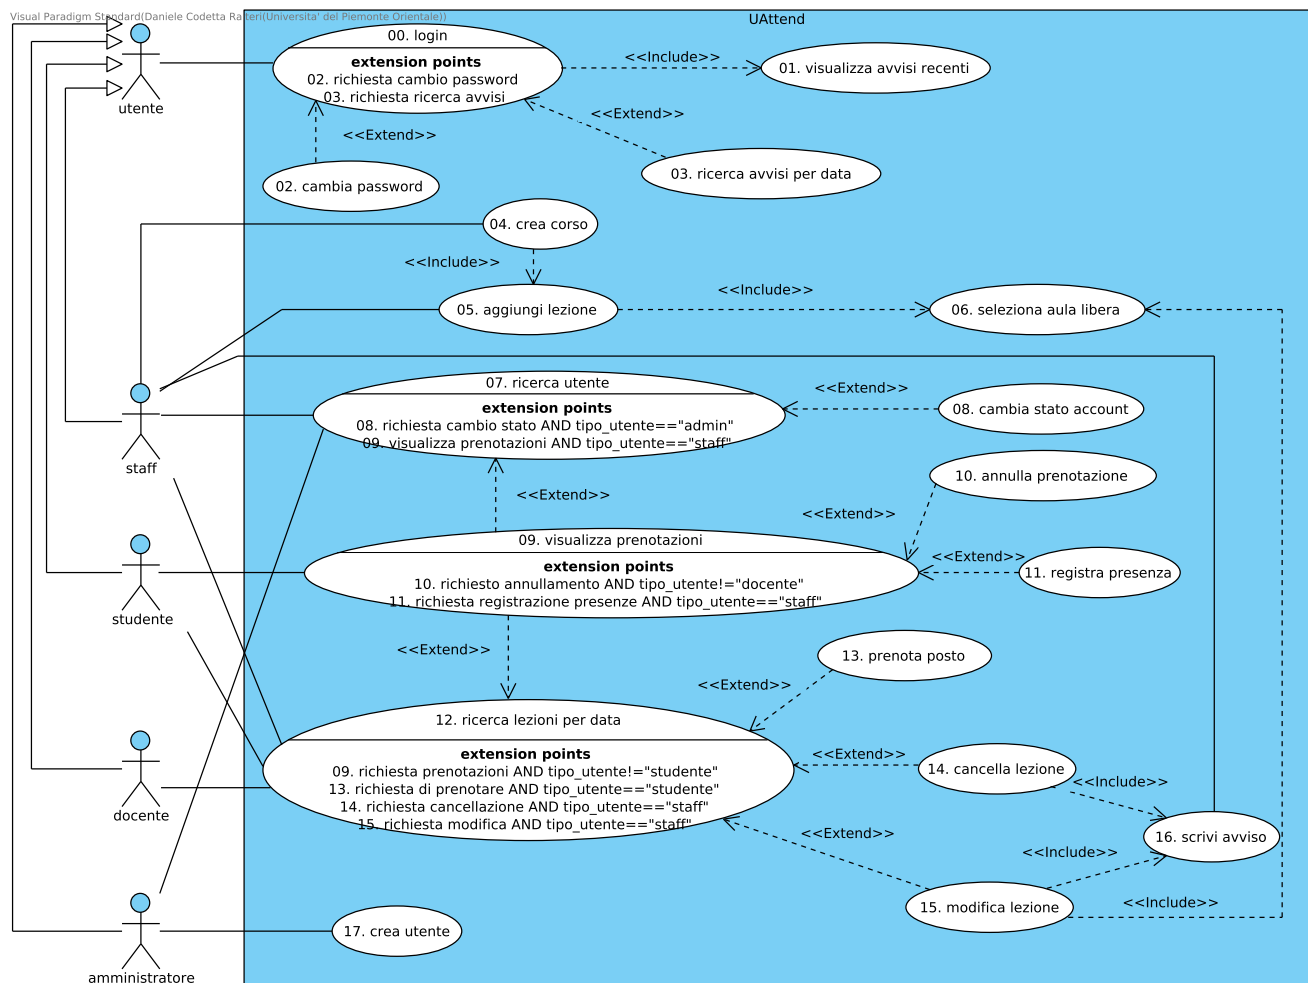 Visual Paradigm Standard(Daniele Codetta Raiteri(Universita' del Piemonte Orientale))
UAttend
00. login
extension points
02. richiesta cambio password
03. richiesta ricerca avvisi
<<Include>>
01. visualizza avvisi recenti
utente
<<Extend>>
<<Extend>>
02. cambia password
03. ricerca avvisi per data
04. crea corso
<<Include>>
05. aggiungi lezione
<<Include>>
06. seleziona aula libera
07. ricerca utente
extension points
08. richiesta cambio stato AND tipo_utente=="admin"
09. visualizza prenotazioni AND tipo_utente=="staff"
<<Extend>>
08. cambia stato account
staff
<<Extend>>
10. annulla prenotazione
<<Extend>>
09. visualizza prenotazioni
extension points
10. richiesto annullamento AND tipo_utente!="docente"
11. richiesta registrazione presenze AND tipo_utente=="staff"
<<Extend>>
11. registra presenza
studente
<<Extend>>
13. prenota posto
<<Extend>>
12. ricerca lezioni per data
extension points
09. richiesta prenotazioni AND tipo_utente!="studente"
13. richiesta di prenotare AND tipo_utente=="studente"
14. richiesta cancellazione AND tipo_utente=="staff"
15. richiesta modifica AND tipo_utente=="staff"
<<Extend>>
14. cancella lezione
<<Include>>
docente
<<Extend>>
16. scrivi avviso
<<Include>>
15. modifica lezione
<<Include>>
17. crea utente
amministratore